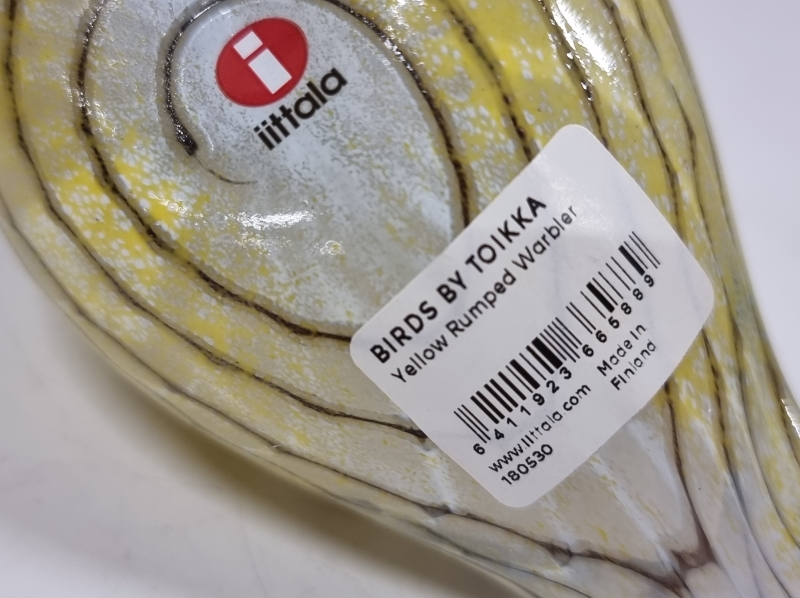 i
iittala
BIRDS BY TOIKKA
Yellow Rumped Warbler
6 411923 665889
www.iittala.com Made in
180530 Finland